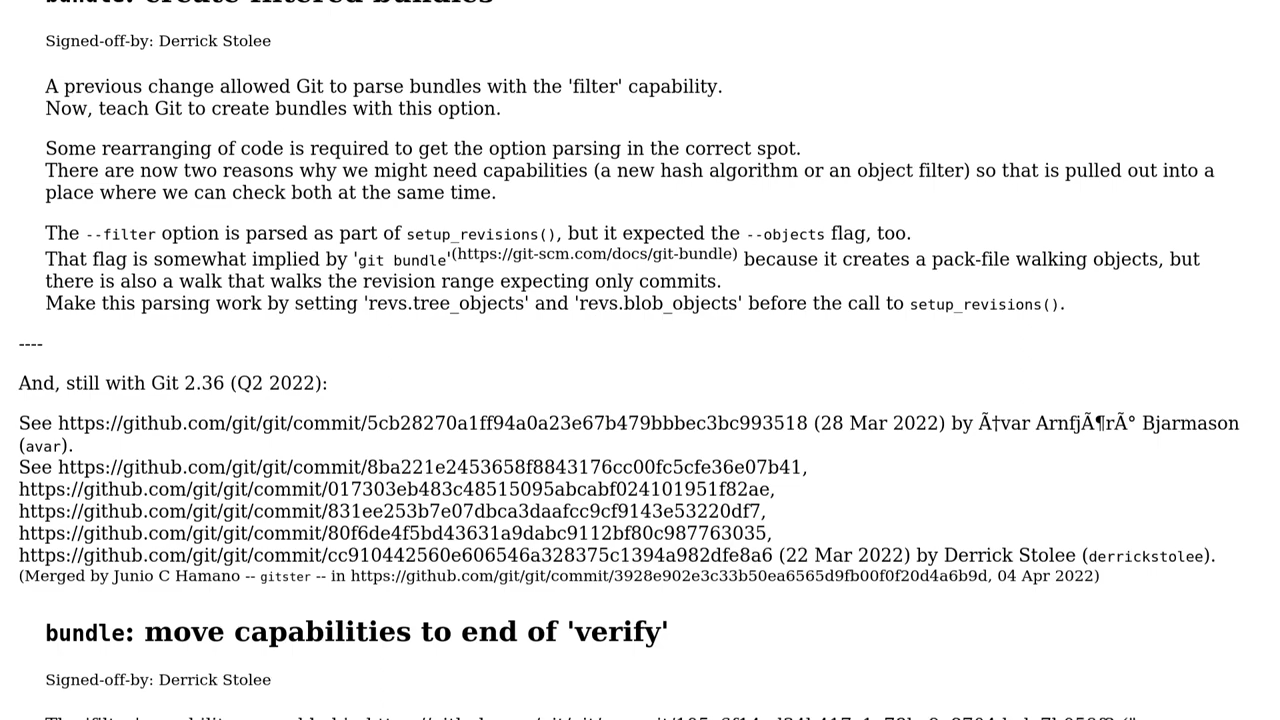 bundle: create filtered bundles
Signed-off-by: Derrick Stolee
A previous change allowed Git to parse bundles with the 'filter' capability.
Now, teach Git to create bundles with this option.
Some rearranging of code is required to get the option parsing in the correct spot.
There are now two reasons why we might need capabilities (a new hash algorithm or an object filter) so that is pulled out into a
place where we can check both at the same time.
The --filter option is parsed as part of setup_revisions(), but it expected the --objects flag, too.
That flag is somewhat implied by 'git bundle'(https://git-scm.com/docs/git-bundle) because it creates a pack-file walking objects, but
there is also a walk that walks the revision range expecting only commits.
Make this parsing work by setting 'revs.tree_objects' and 'revs.blob_objects' before the call to setup_revisions().
----
And, still with Git 2.36 (Q2 2022):
See https://github.com/git/git/commit/5cb28270a1ff94a0a23e67b479bbbec3bc993518 (28 Mar 2022) by Ã†var ArnfjÃ¶rÃ° Bjarmason
(avar).
See https://github.com/git/git/commit/8ba221e2453658f8843176cc00fc5cfe36e07b41,
https://github.com/git/git/commit/017303eb483c48515095abcabf024101951f82ae,
https://github.com/git/git/commit/831ee253b7e07dbca3daafcc9cf9143e53220df7,
https://github.com/git/git/commit/80f6de4f5bd43631a9dabc9112bf80c987763035,
https://github.com/git/git/commit/cc910442560e606546a328375c1394a982dfe8a6 (22 Mar 2022) by Derrick Stolee (derrickstolee).
(Merged by Junio C Hamano -- gitster -- in https://github.com/git/git/commit/3928e902e3c33b50ea6565d9fb00f0f20d4a6b9d, 04 Apr 2022)
bundle: move capabilities to end of 'verify'
Signed-off-by: Derrick Stolee